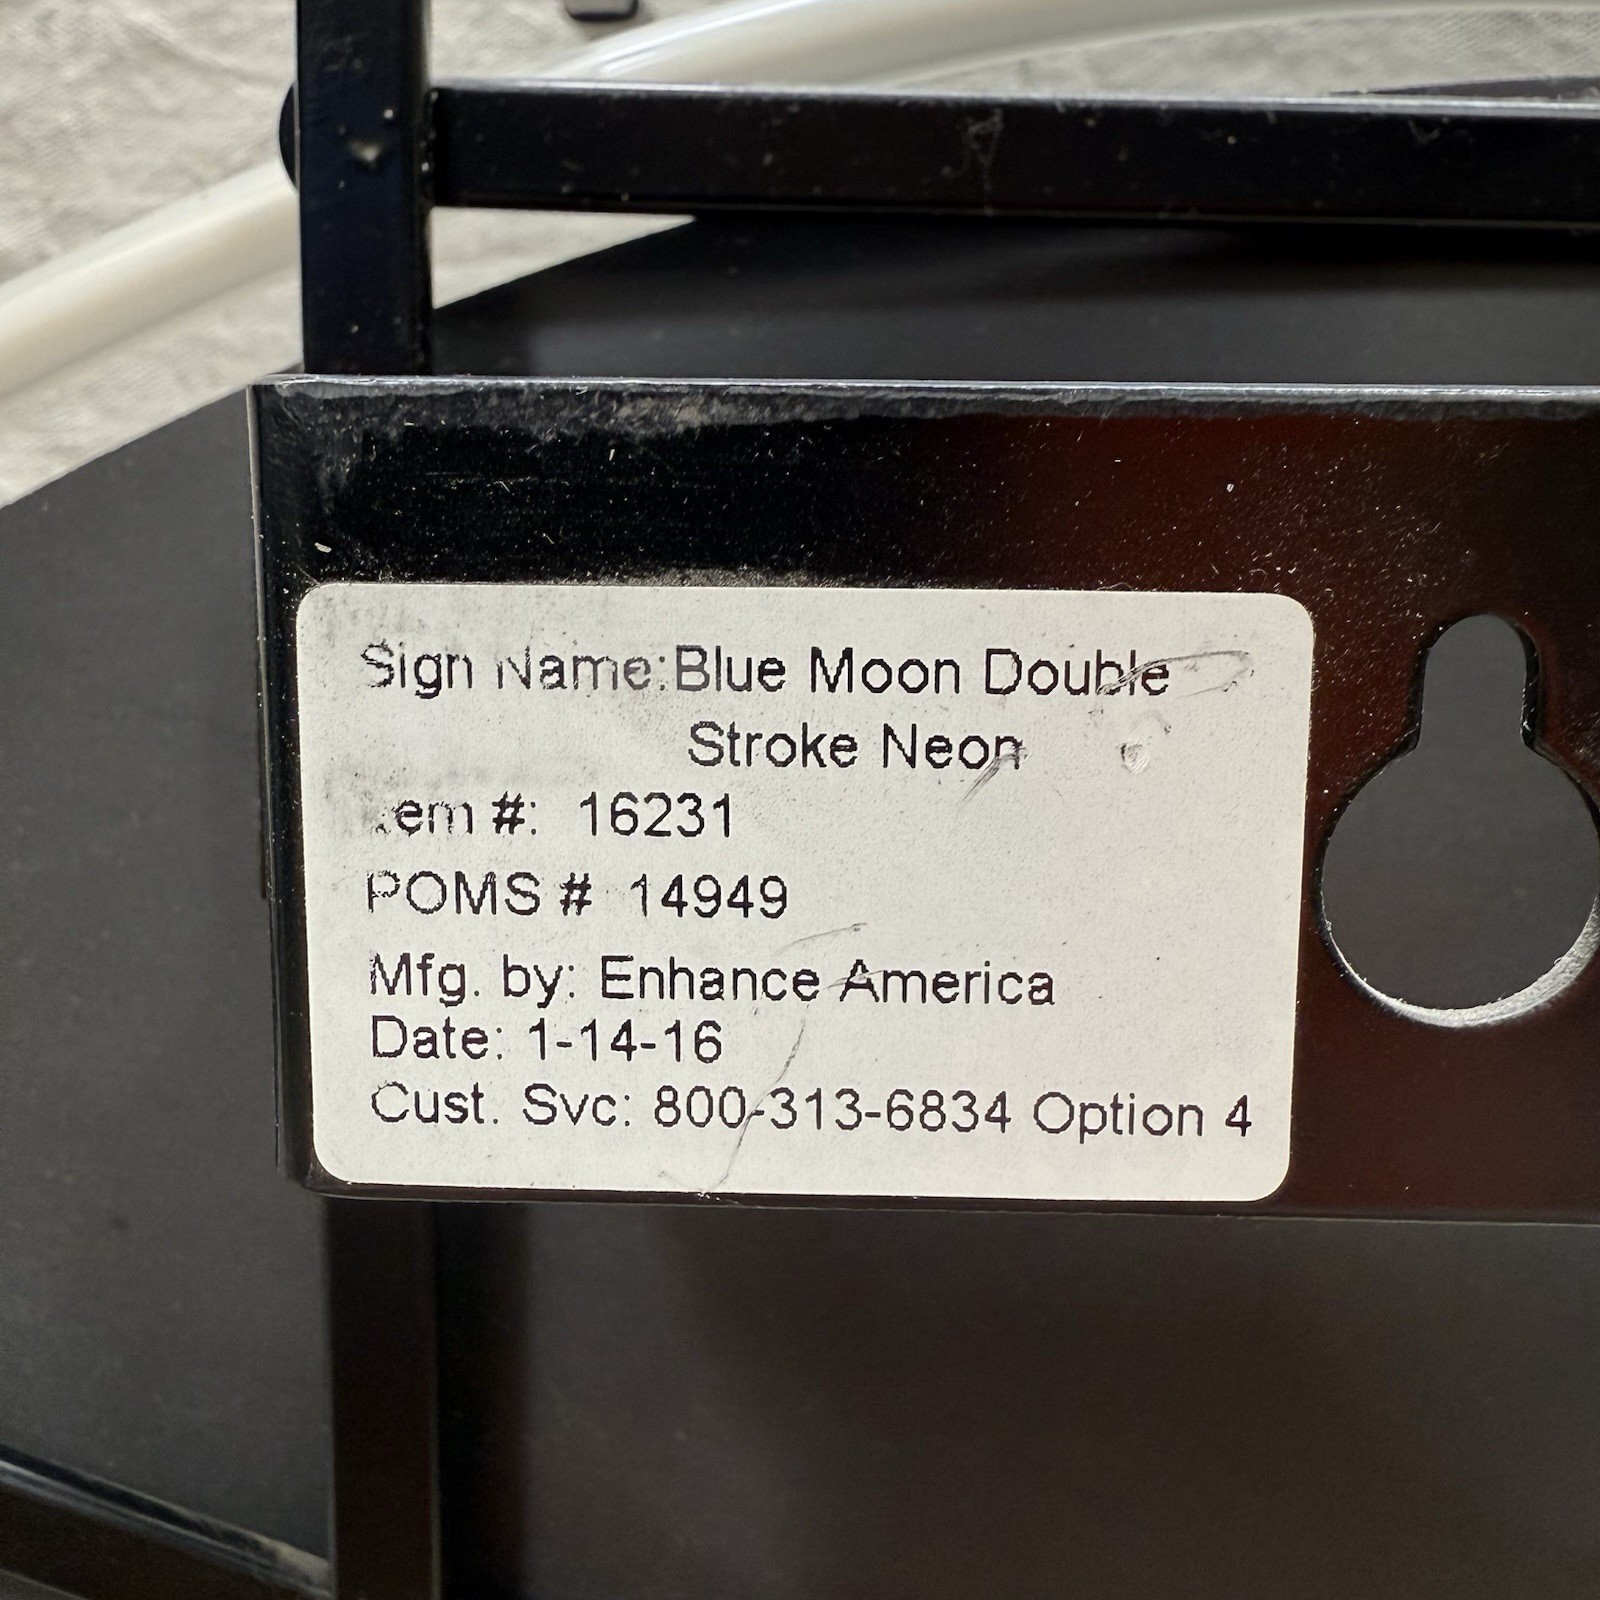 Sign Name: Blue Moon Double
Stroke Neon
Item #: 16231
POMS # 14949
Mfg. by: Enhance America
Date: 1-14-16
Cust. Svc: 800-313-6834 Option 4